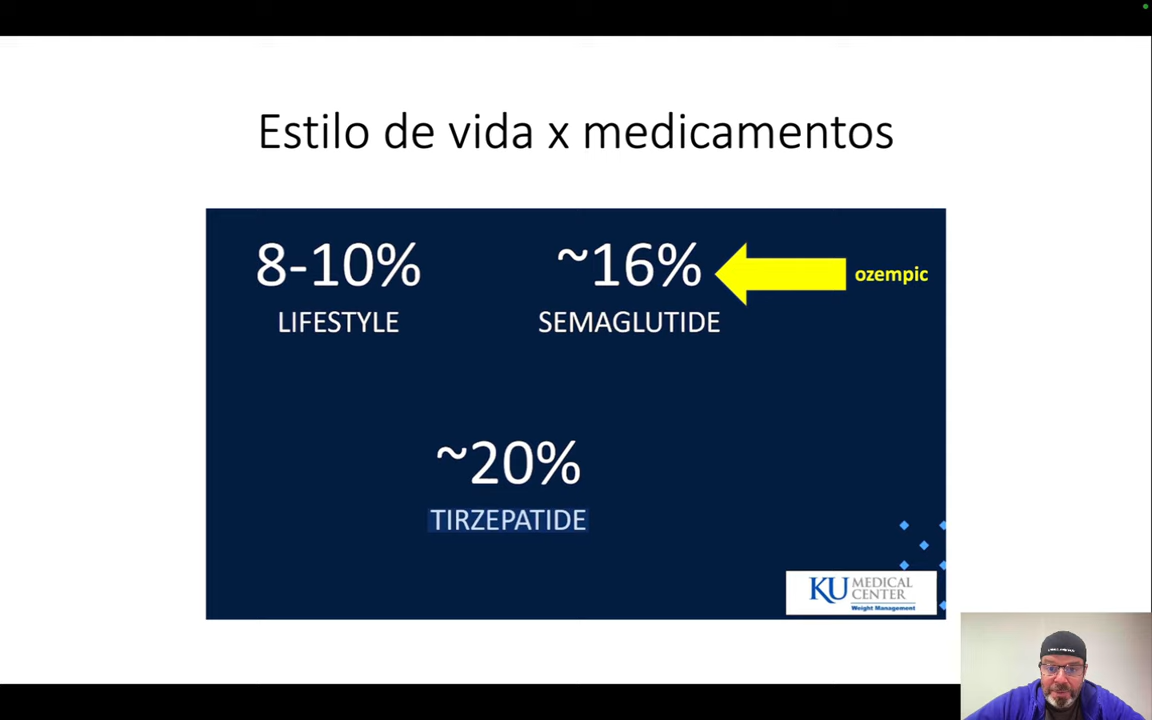 Estilo de vida x medicamentos
8-10%
LIFESTYLE
~16%
SEMAGLUTIDE
ozempic
~20%
TIRZEPATIDE
KU MEDICAL
CENTER
Weight Management